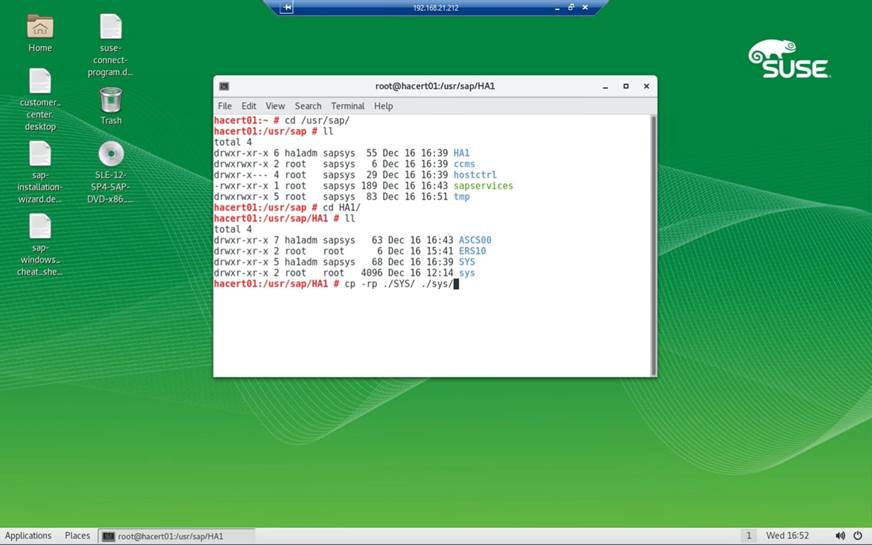 192.168.21.212
Home
suse-
connect-
program.d...
customer_
center.
desktop
Trash
sap-
installation-
wizard.de...
SLE-12-
SP4-SAP-
DVD-x86_...
sap-
windows_
cheat_she...
SUSE
root@hacert01:/usr/sap/HA1
File Edit View Search Terminal Help
hacert01:~ # cd /usr/sap/
hacert01:/usr/sap # ll
total 4
drwxr-xr-x 6 ha1adm sapsys 55 Dec 16 16:39 HA1
drwxrwxr-x 2 root sapsys 6 Dec 16 16:39 ccms
drwxr-x--- 4 root sapsys 29 Dec 16 16:39 hostctrl
-rwxr-xr-x 1 root sapsys 189 Dec 16 16:43 sapservices
drwxrwxr-x 5 root sapsys 83 Dec 16 16:51 tmp
hacert01:/usr/sap # cd HA1/
hacert01:/usr/sap/HA1 # ll
total 4
drwxr-xr-x 7 ha1adm sapsys 63 Dec 16 16:43 ASCS00
drwxr-xr-x 2 root root 6 Dec 16 15:41 ERS10
drwxr-xr-x 5 ha1adm sapsys 68 Dec 16 16:39 SYS
drwxr-xr-x 2 root root 4096 Dec 16 12:14 sys
hacert01:/usr/sap/HA1 # cp -rp ./SYS/ ./sys/
Applications Places root@hacert01:/usr/sap/HA1 1 Wed 16:52